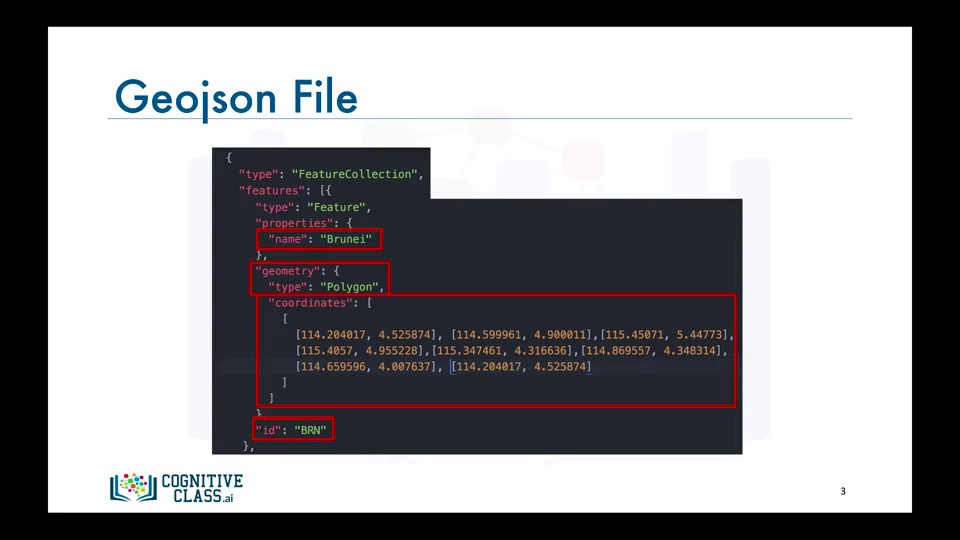 Geojson File
{
"type": "FeatureCollection",
"features": [{
"type": "Feature",
"properties": {
"name": "Brunei"
},
"geometry": {
"type": "Polygon",
"coordinates": [
[
[114.204017, 4.525874], [114.599961, 4.900011],[115.45071, 5.44773],
[115.4057, 4.955228],[115.347461, 4.316636],[114.869557, 4.348314],
[114.659596, 4.007637], [114.204017, 4.525874]
]
]
},
"id": "BRN"
},
COGNITIVE
CLASS.ai
3